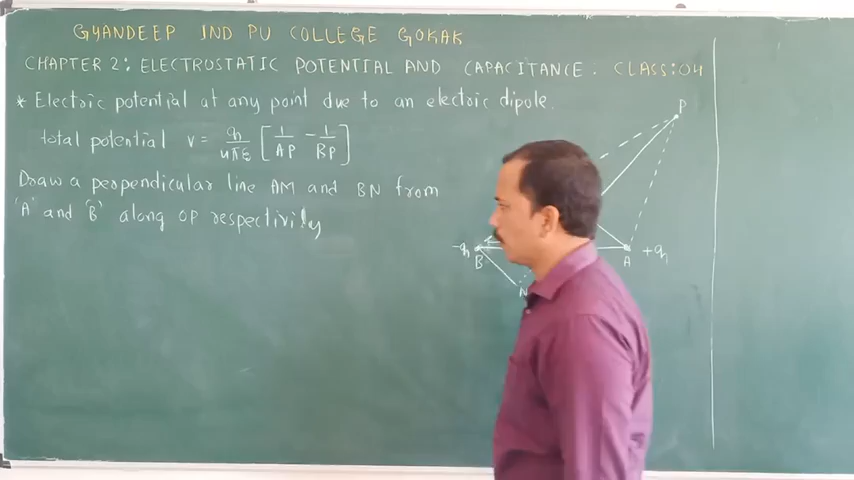 GYANDEEP IND PU COLLEGE GOKAK
CHAPTER 2: ELECTROSTATIC POTENTIAL AND CAPACITANCE. CLASS:04
* Electric potential at any point due to an electric dipole.
total potential V = q/4πε [1/AP - 1/BP]
Draw a perpendicular line AM and BN from
'A' and 'B' along OP respectivily
P
-q
B
A
+q
N